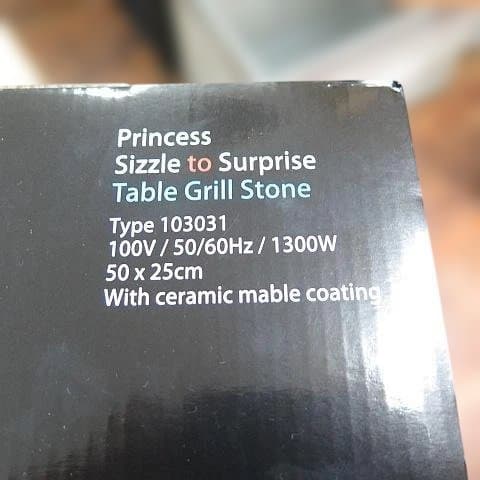 Princess
Sizzle to Surprise
Table Grill Stone
Type 103031
100V / 50/60Hz / 1300W
50 x 25cm
With ceramic mable coating